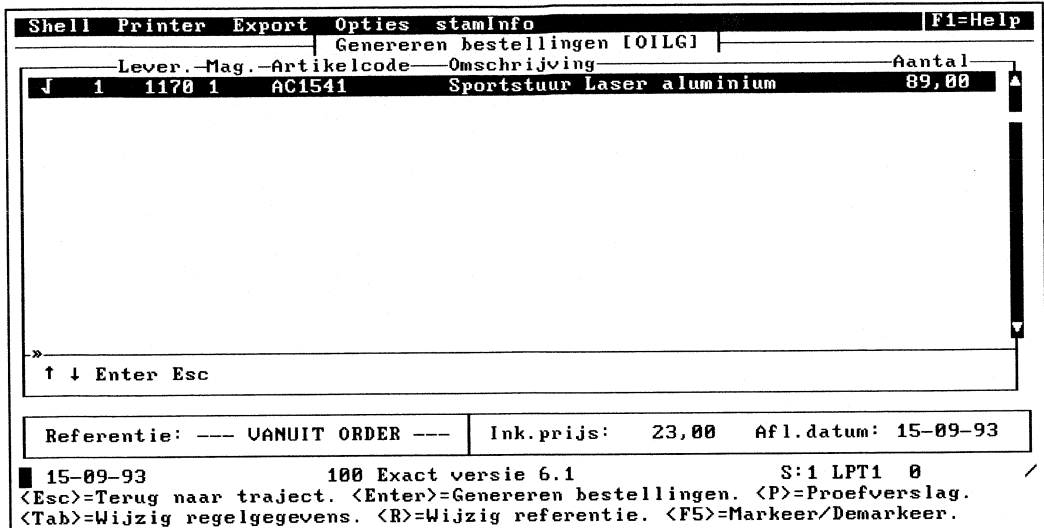 Shell Printer Export Opties stamInfo F1=Help
Genereren bestellingen [OILG]
Lever. Mag. Artikelcode Omschrijving Aantal
√ 1 1170 1 AC1541 Sportstuur Laser aluminium 89,00
»
↑ ↓ Enter Esc
Referentie: --- VANUIT ORDER --- Ink.prijs: 23,00 Afl.datum: 15-09-93
15-09-93 100 Exact versie 6.1 S:1 LPT1 0 /
<Esc>=Terug naar traject. <Enter>=Genereren bestellingen. <P>=Proefverslag.
<Tab>=Wijzig regelgegevens. <R>=Wijzig referentie. <F5>=Markeer/Demarkeer.